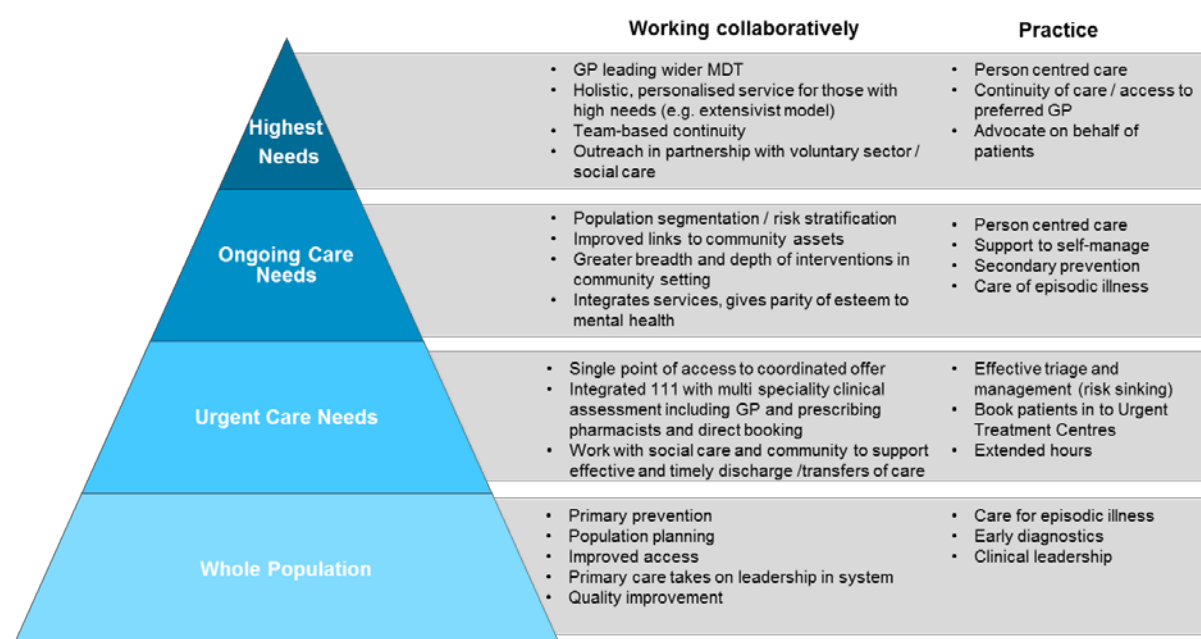 Working collaboratively
Practice
Highest
Needs
• GP leading wider MDT
• Holistic, personalised service for those with
high needs (e.g. extensivist model)
• Team-based continuity
• Outreach in partnership with voluntary sector /
social care
• Person centred care
• Continuity of care / access to
preferred GP
• Advocate on behalf of
patients
Ongoing Care
Needs
• Population segmentation / risk stratification
• Improved links to community assets
• Greater breadth and depth of interventions in
community setting
• Integrates services, gives parity of esteem to
mental health
• Person centred care
• Support to self-manage
• Secondary prevention
• Care of episodic illness
Urgent Care Needs
• Single point of access to coordinated offer
• Integrated 111 with multi speciality clinical
assessment including GP and prescribing
pharmacists and direct booking
• Work with social care and community to support
effective and timely discharge /transfers of care
• Effective triage and
management (risk sinking)
• Book patients in to Urgent
Treatment Centres
• Extended hours
Whole Population
• Primary prevention
• Population planning
• Improved access
• Primary care takes on leadership in system
• Quality improvement
• Care for episodic illness
• Early diagnostics
• Clinical leadership